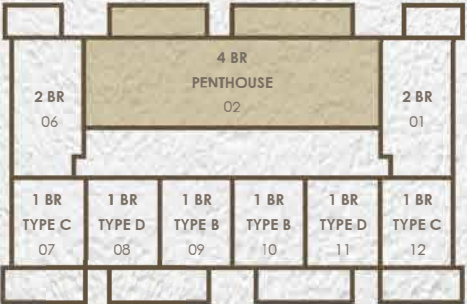 4 BR
PENTHOUSE
02
2 BR
06
2 BR
01
1 BR
TYPE C
07
1 BR
TYPE D
08
1 BR
TYPE B
09
1 BR
TYPE B
10
1 BR
TYPE D
11
1 BR
TYPE C
12